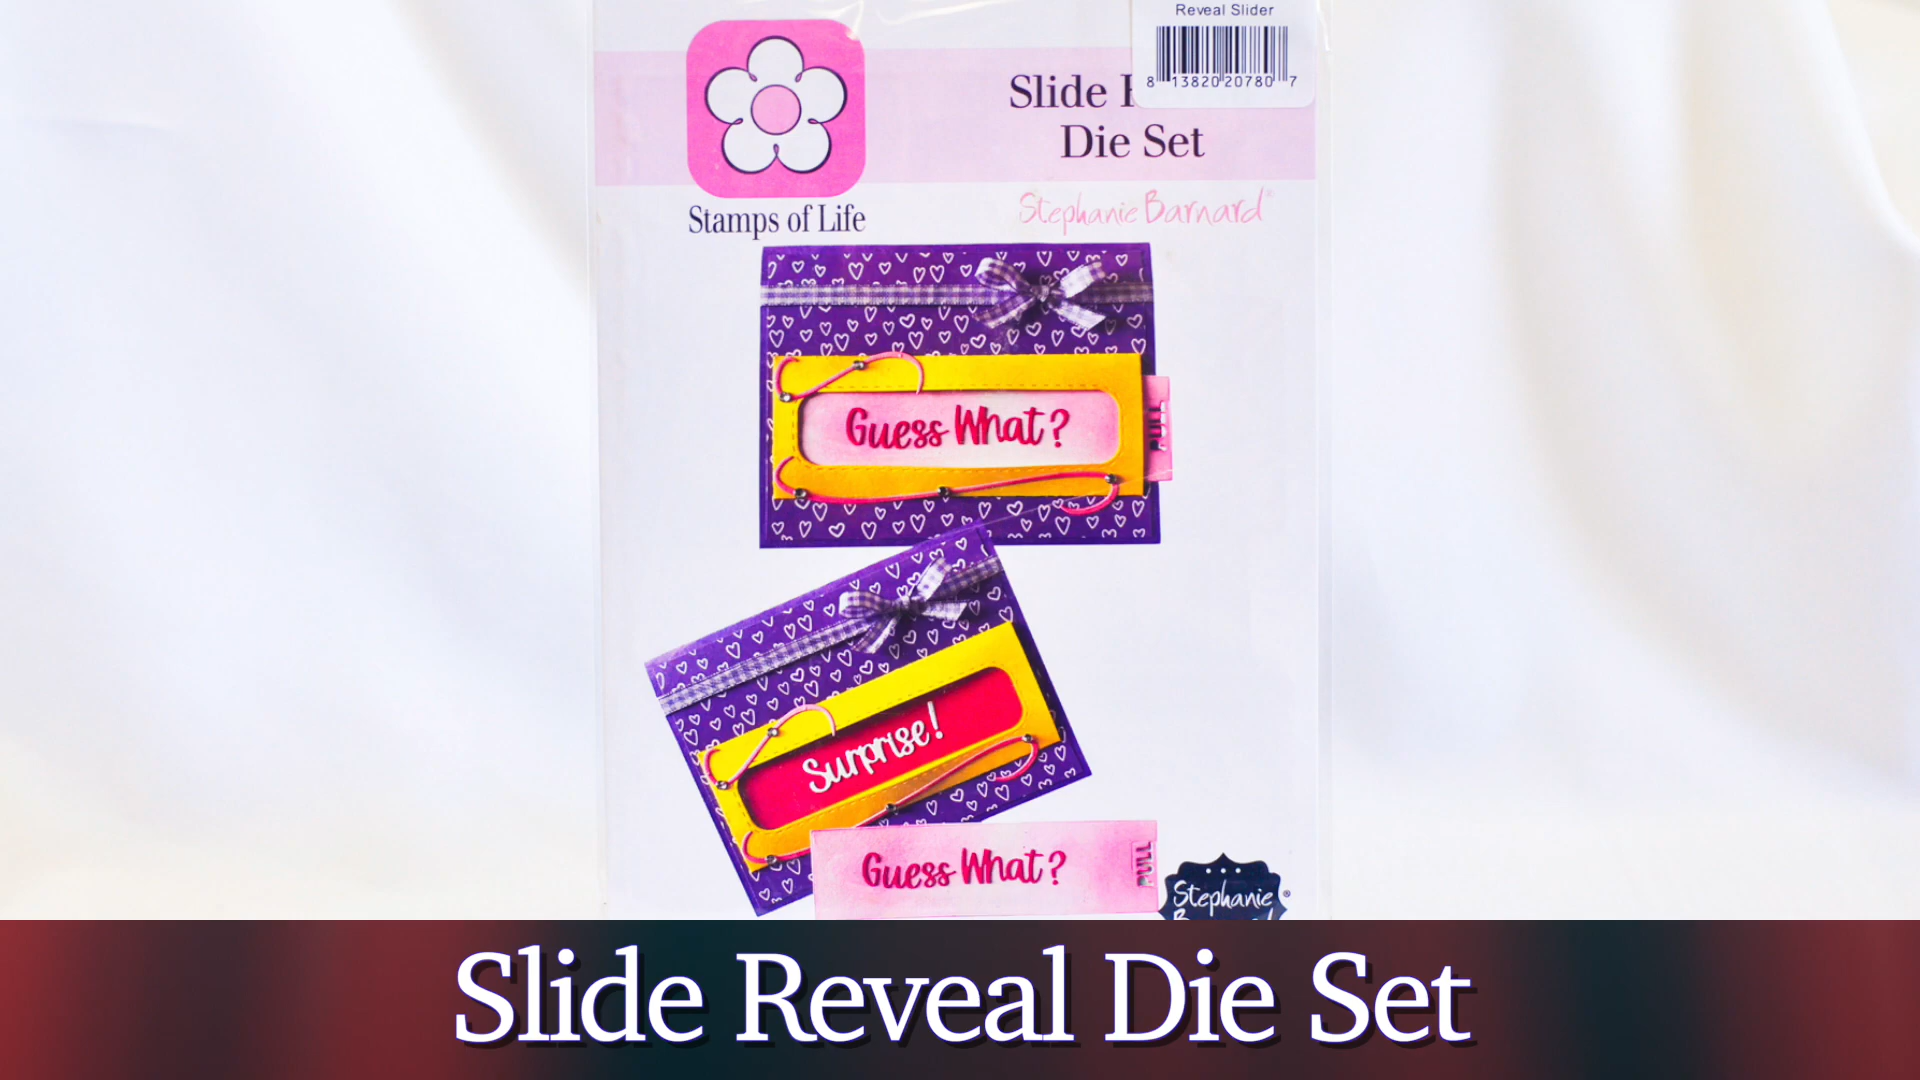 Reveal Slider
8 13820 20780 7
Slide
Die Set
Stephanie Barnard®
Stamps of Life
Guess What?
PULL
Surprise!
Guess What?
PULL
Stephanie ®
Slide Reveal Die Set